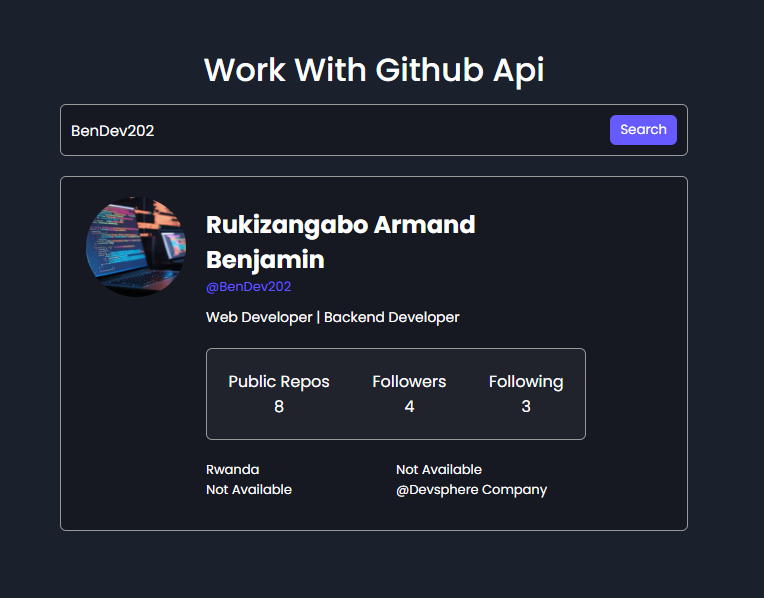 Work With Github Api
BenDev202
Search
Rukizangabo Armand
Benjamin
@BenDev202
Web Developer | Backend Developer
Public Repos
8
Followers
4
Following
3
Rwanda
Not Available
Not Available
@Devsphere Company